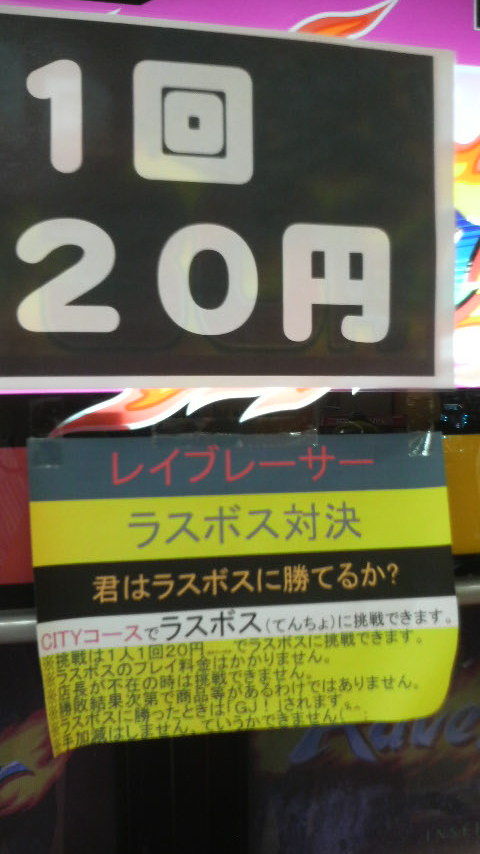 1回
20円
レイブレーサー
ラスボス対決
君はラスボスに勝てるか?
CITYコースでラスボス(てんちょ)に挑戦できます。
※挑戦は1人1回20円……でラスボスに挑戦できます。
※ラスボスのプレイ料金はかかりません。
※店長が不在の時は挑戦できません。
※勝敗結果次第で商品等があるわけではありません。
※ラスボスに勝ったときは「GJ!」されます。
手加減はしません、ていうかできません(
Rave
INSE